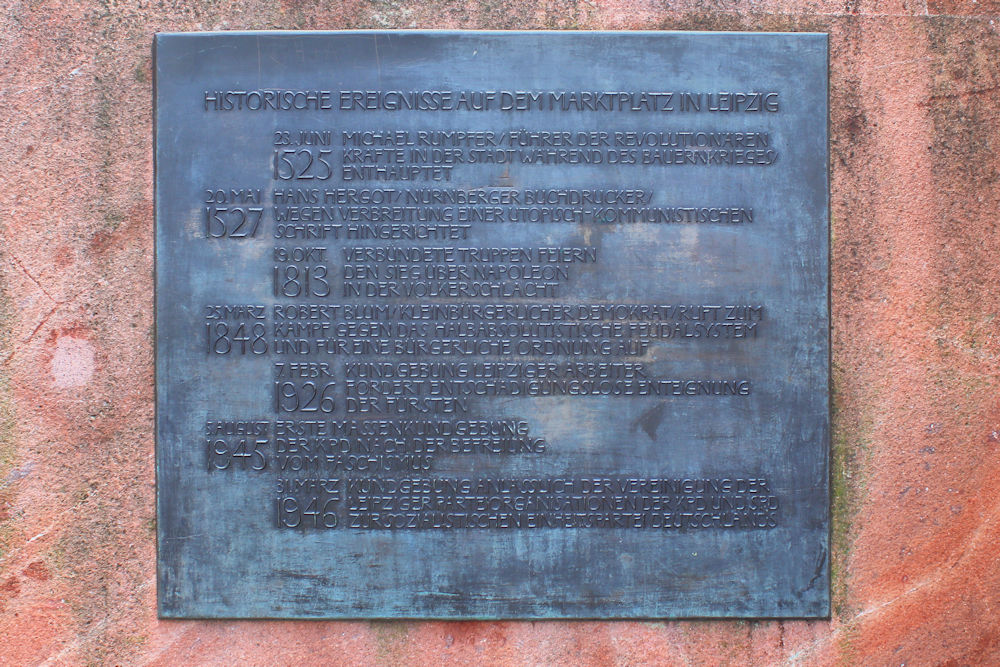 HISTORISCHE EREIGNISSE AUF DEM MARKTPLATZ IN LEIPZIG
23. JUNI 1525
MICHAEL RUMPFER/FÜHRER DER REVOLUTIONÄREN
KRÄFTE IN DER STADT WÄHREND DES BAUERNKRIEGES/
ENTHAUPTET
20. MAI 1527
HANS HERGOT/NÜRNBERGER BUCHDRUCKER/
WEGEN VERBREITUNG EINER UTOPISCH-KOMMUNISTISCHEN
SCHRIFT HINGERICHTET
19. OKT. 1813
VERBÜNDETE TRUPPEN FEIERN
DEN SIEG ÜBER NAPOLEON
IN DER VÖLKERSCHLACHT
25. MÄRZ 1848
ROBERT BLUM/KLEINBÜRGERLICHER DEMOKRAT/RUFT ZUM
KAMPF GEGEN DAS HALBABSOLUTISTISCHE FEUDALSYSTEM
UND FÜR EINE BÜRGERLICHE ORDNUNG AUF
7. FEBR. 1926
KUNDGEBUNG LEIPZIGER ARBEITER
FORDERT ENTSCHÄDIGUNGSLOSE ENTEIGNUNG
DER FÜRSTEN
5. AUGUST 1945
ERSTE MASSENKUNDGEBUNG
DER KPD NACH DER BEFREIUNG
VOM FASCHISMUS
31. MÄRZ 1946
KUNDGEBUNG ANLÄSSLICH DER VEREINIGUNG DER
LEIPZIGER PARTEIORGANISATIONEN DER KPD UND SPD
ZUR SOZIALISTISCHEN EINHEITSPARTEI DEUTSCHLANDS